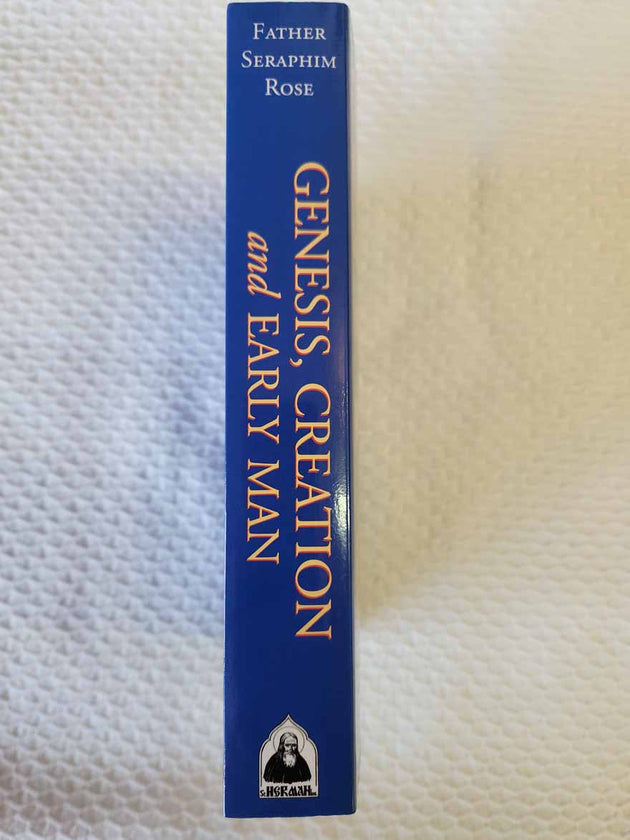 FATHER
SERAPHIM
ROSE
GENESIS, CREATION
and EARLY MAN
St HERMAN